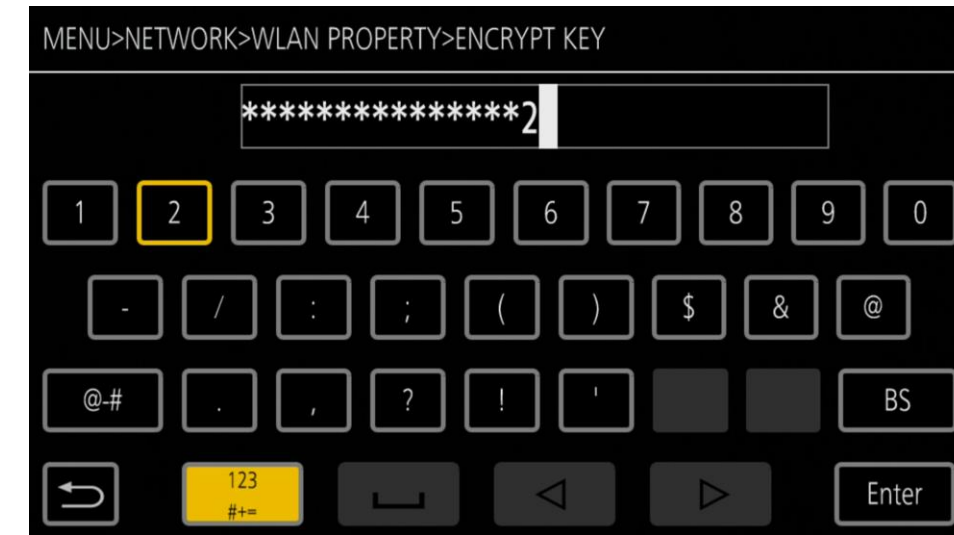 MENU>NETWORK>WLAN PROPERTY>ENCRYPT KEY
***************2
1 2 3 4 5 6 7 8 9 0
- / : ; ( ) $ & @
@-# . , ? ! ' BS
123
#+=
Enter